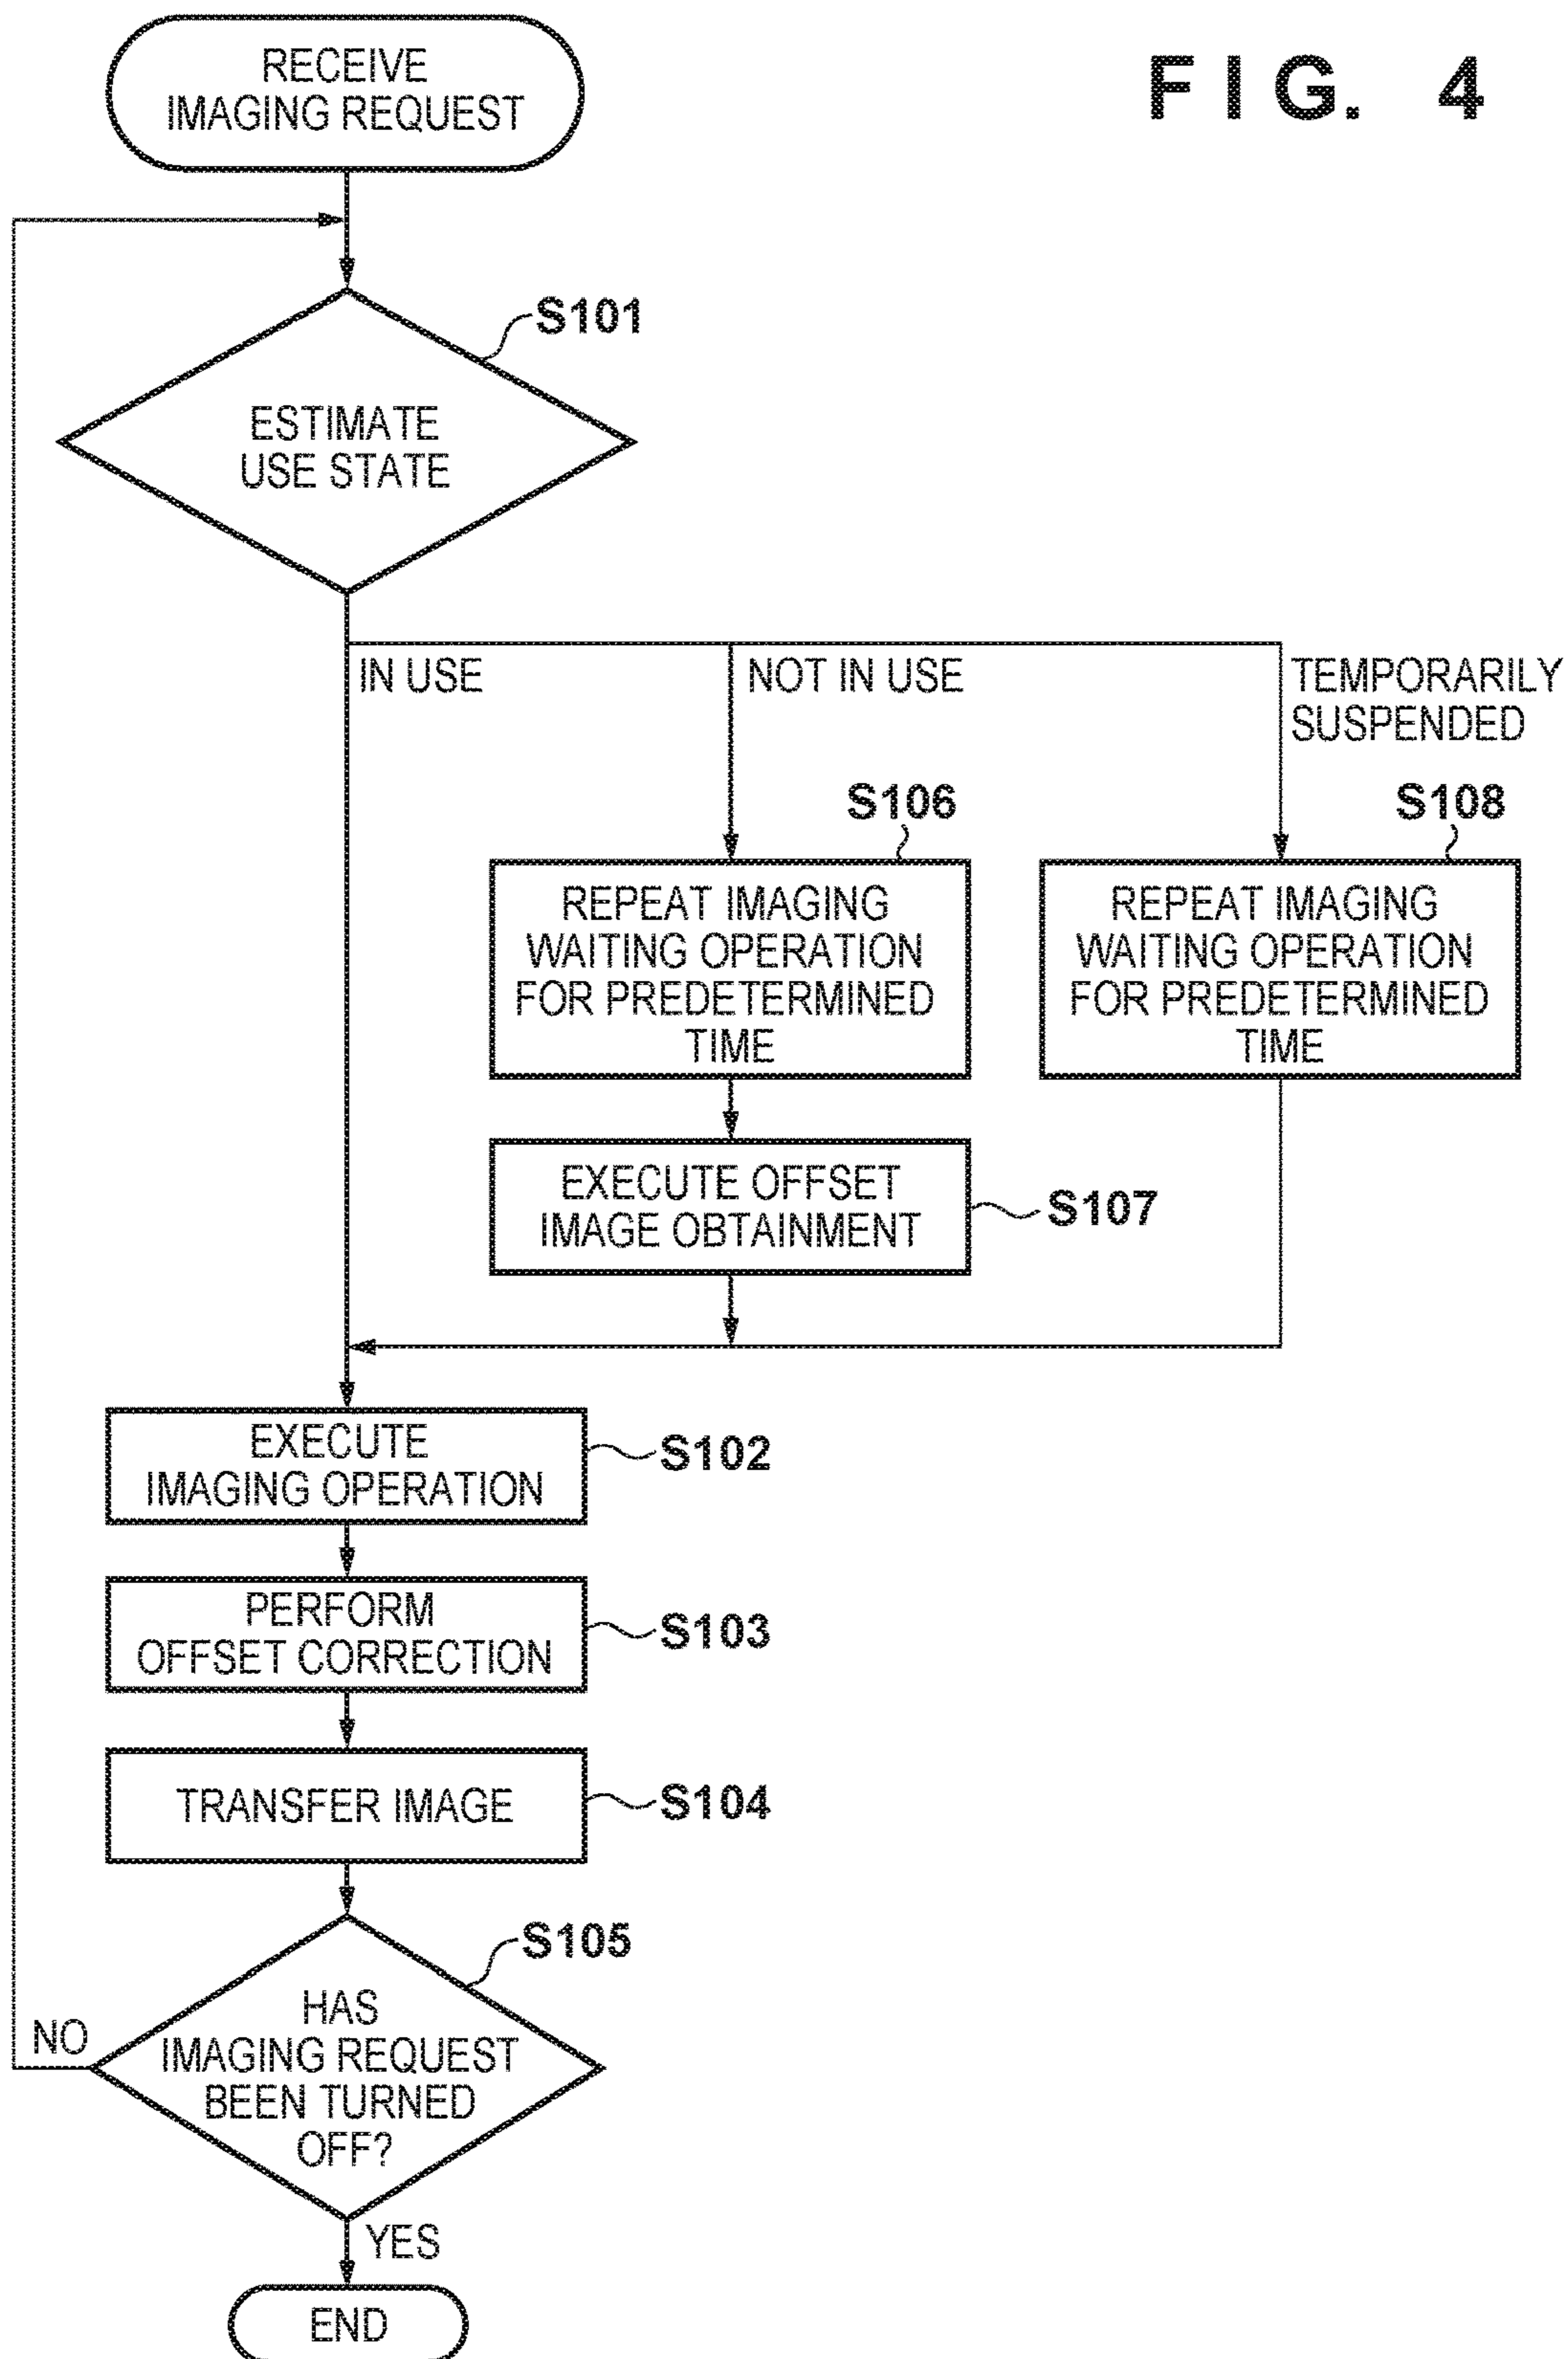 FIG. 4
RECEIVE
IMAGING REQUEST
S101
ESTIMATE
USE STATE
IN USE
NOT IN USE
TEMPORARILY
SUSPENDED
S106
REPEAT IMAGING
WAITING OPERATION
FOR PREDETERMINED
TIME
S108
REPEAT IMAGING
WAITING OPERATION
FOR PREDETERMINED
TIME
EXECUTE OFFSET
IMAGE OBTAINMENT
S107
EXECUTE
IMAGING OPERATION
S102
PERFORM
OFFSET CORRECTION
S103
TRANSFER IMAGE
S104
S105
HAS
IMAGING REQUEST
BEEN TURNED
OFF?
NO
YES
END